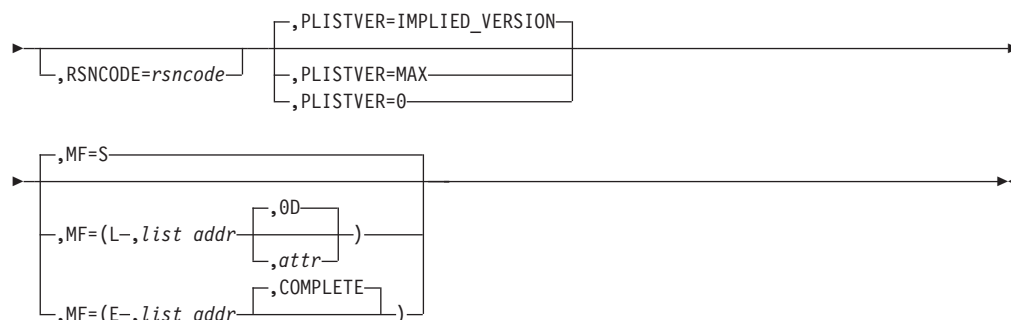 ,PLISTVER=IMPLIED_VERSION
,RSNCODE=rsncode
,PLISTVER=MAX
,PLISTVER=0
,MF=S
,0D
,MF=(L ,list addr )
,attr
,COMPLETE
,MF=(E ,list addr )